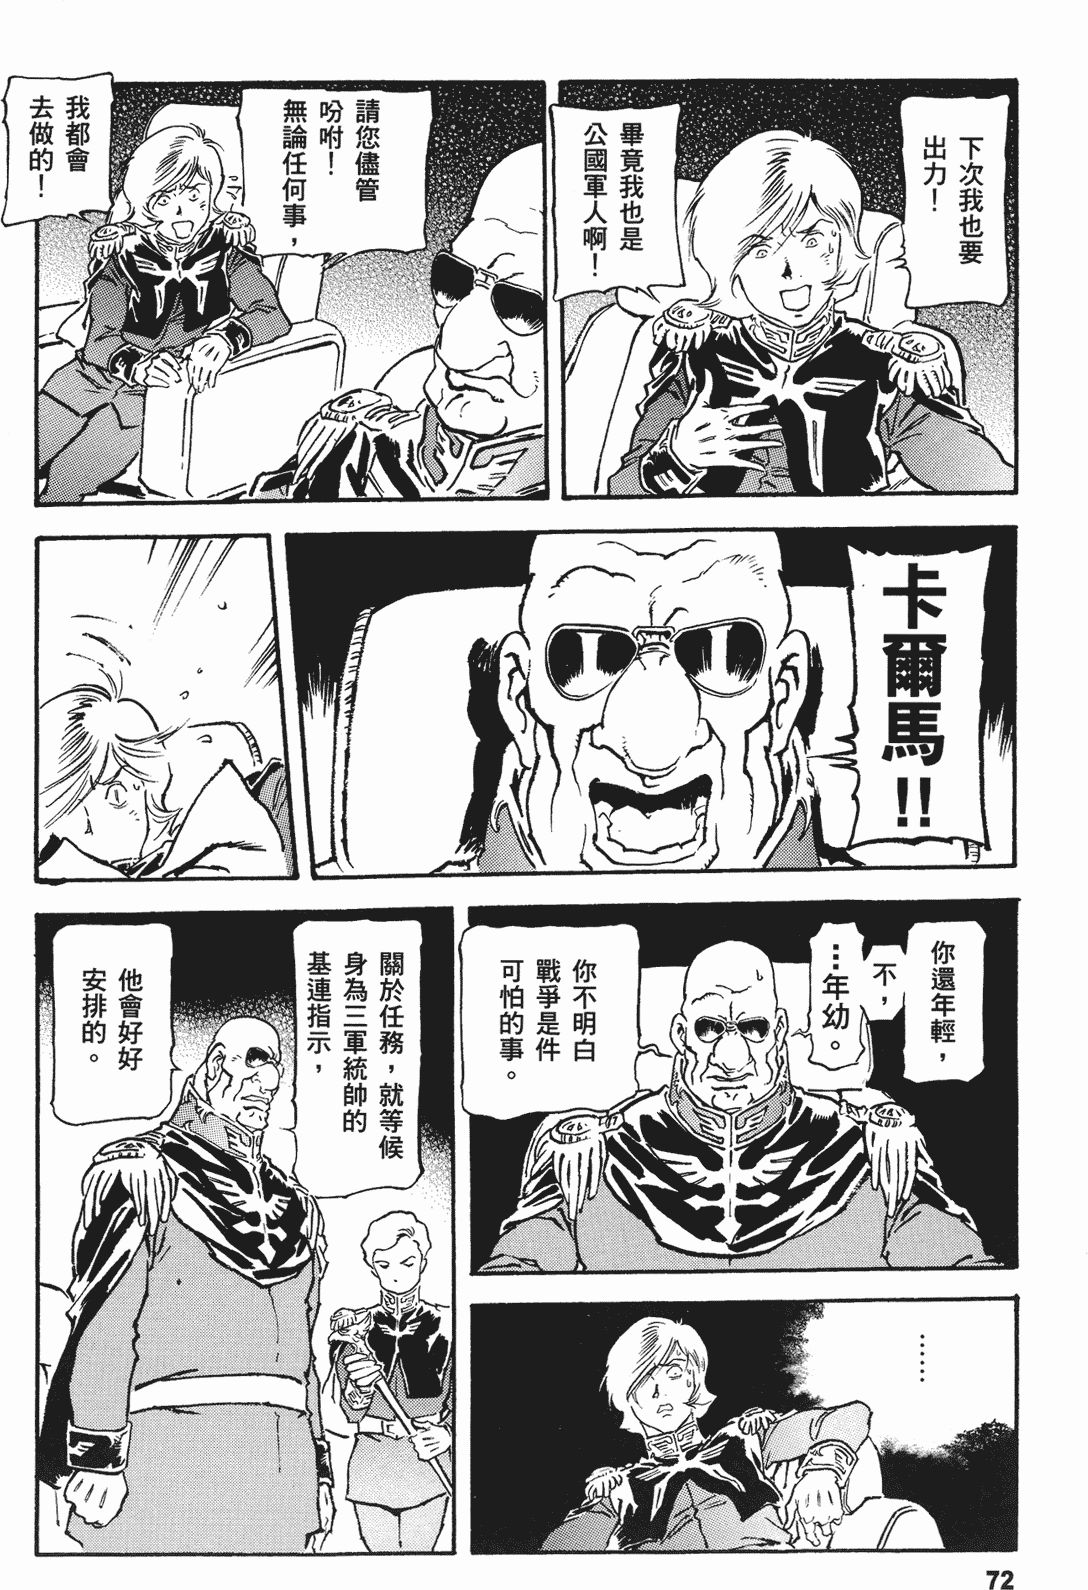 下次我也要
出力！
畢竟我也是
公國軍人啊！
請您儘管
吩咐！
無論任何事，
我都會
去做的！
卡爾馬!!
你還年輕，
不，
…年幼。
你不明白
戰爭是件
可怕的事。
……
關於任務，就等候
身為三軍統帥的
基連指示，
他會好好
安排的。
72